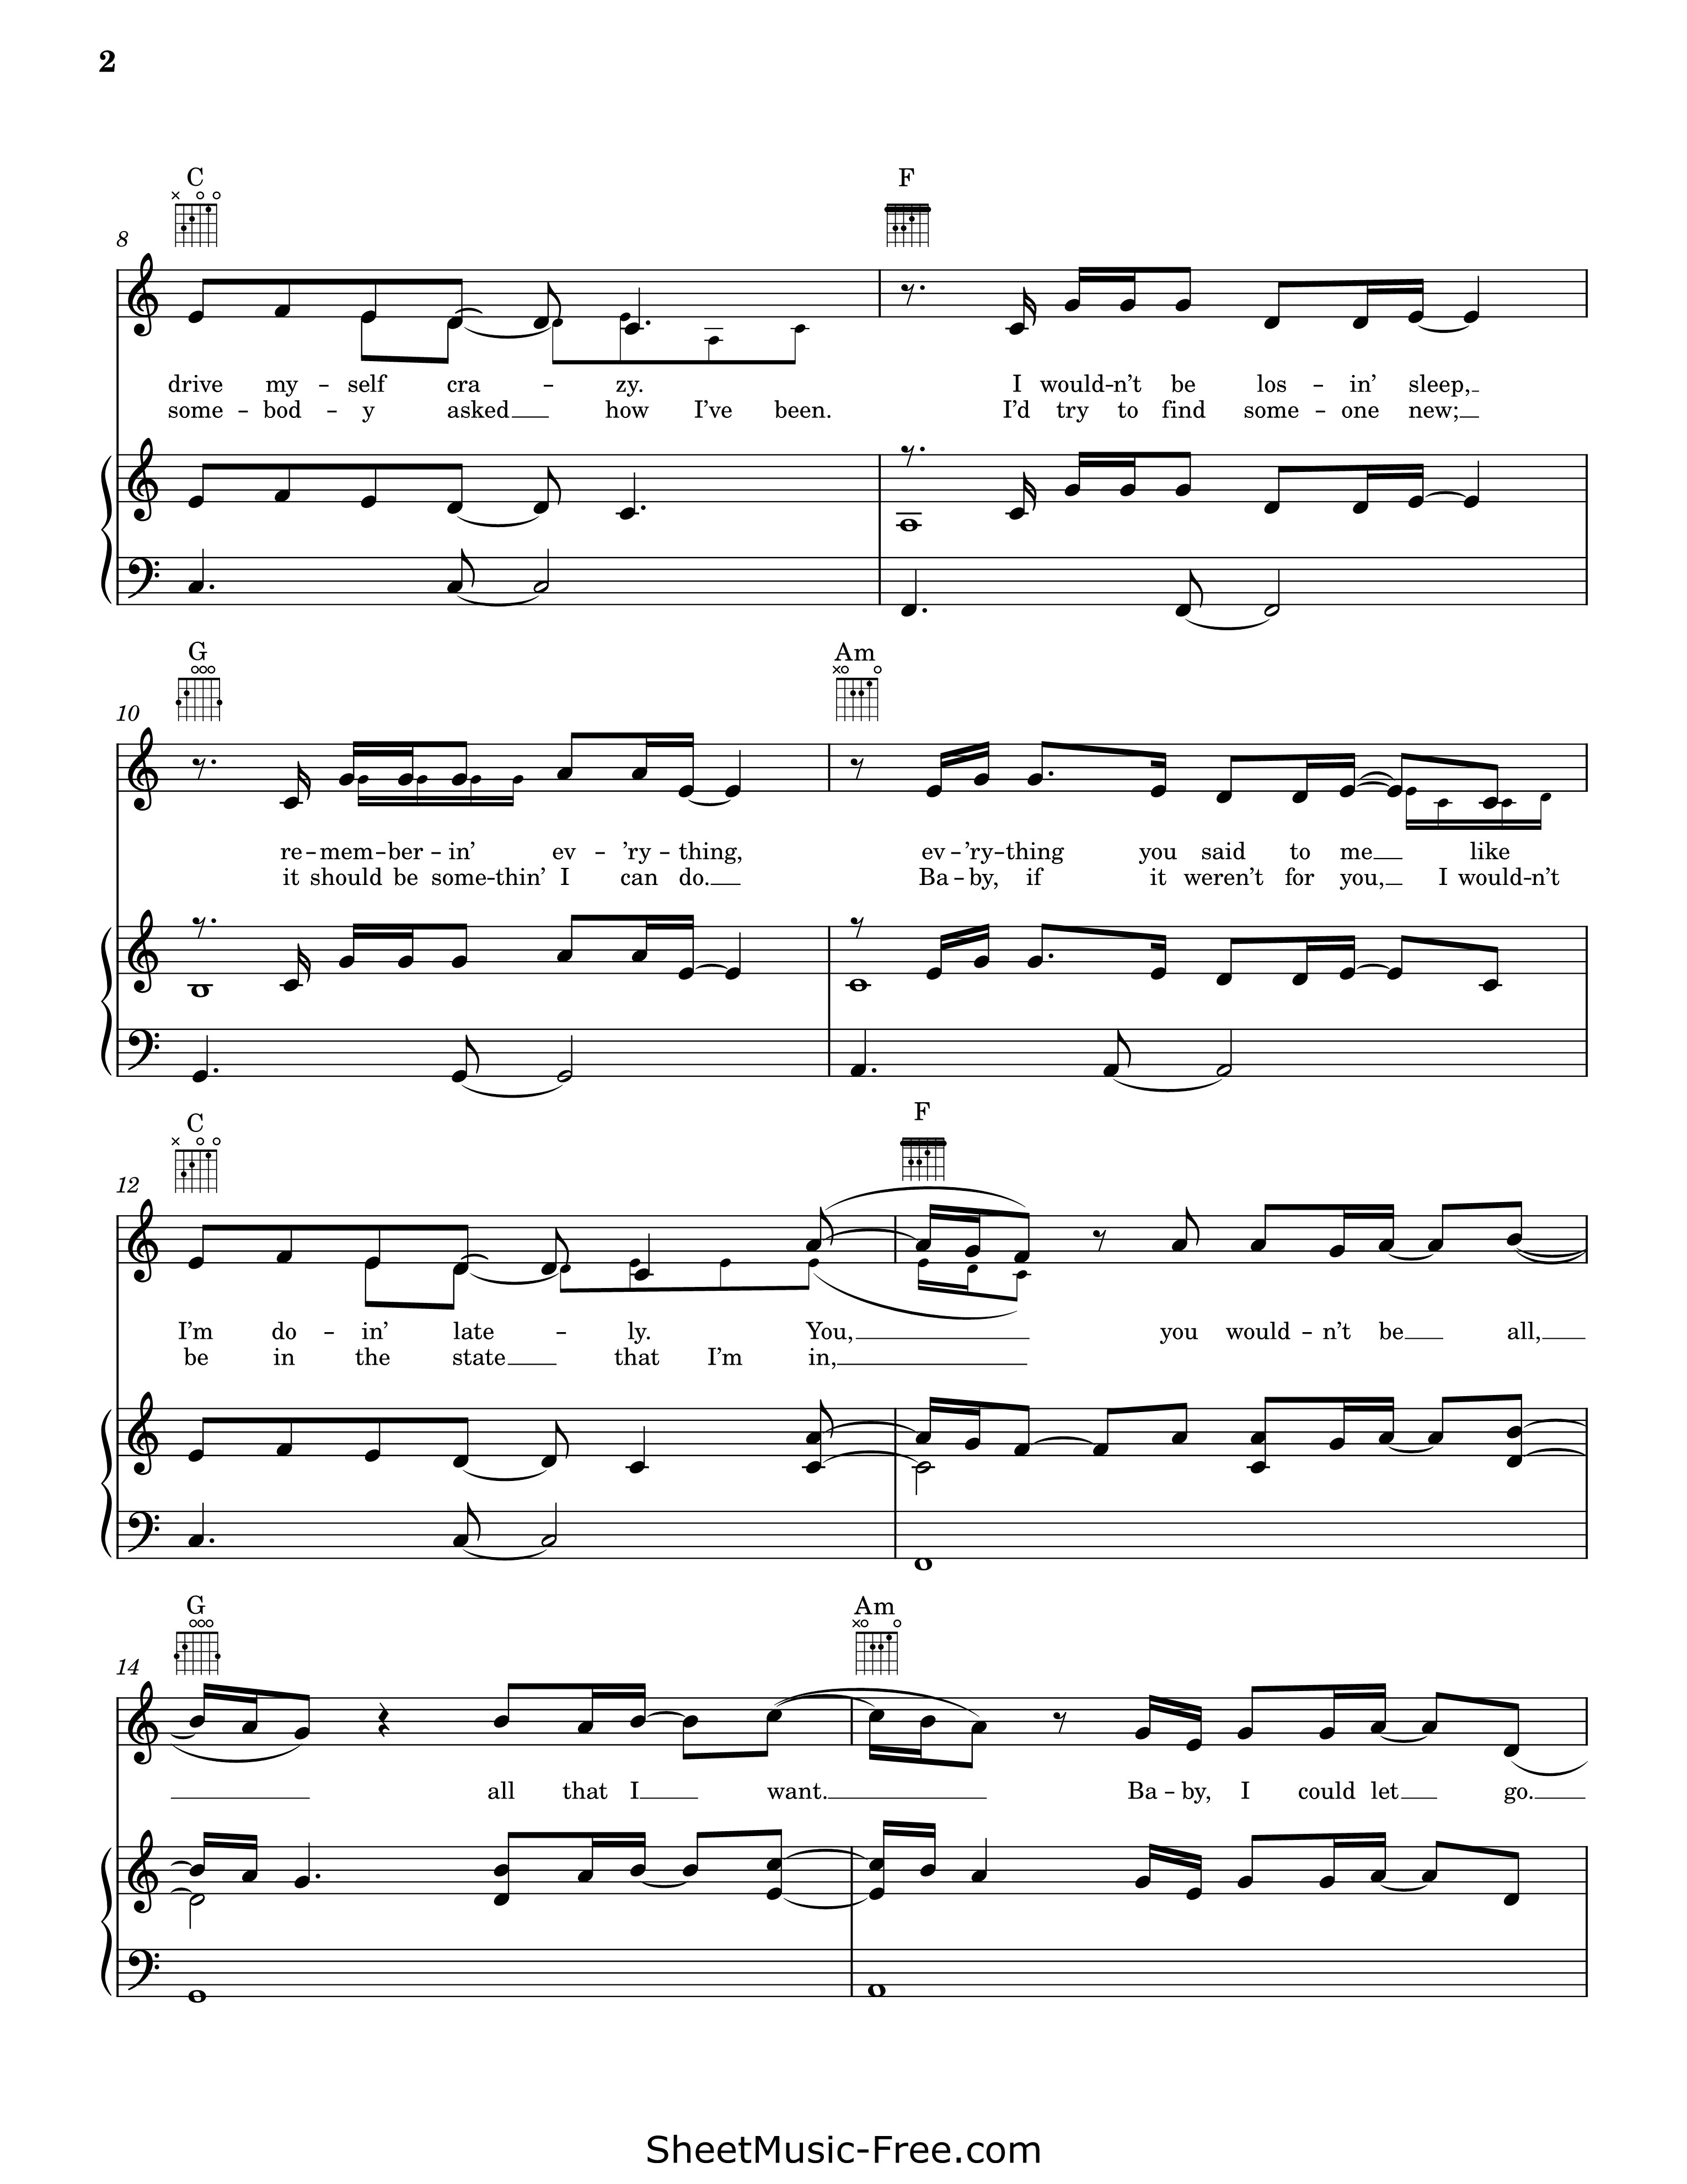 2
C F
8
drive my – self cra – zy. I would–n’t be los – in’ sleep,
some – bod – y asked how I’ve been. I’d try to find some – one new;
G Am
10
re–mem–ber – in’ ev – ’ry – thing, ev – ’ry–thing you said to me like
it should be some–thin’ I can do. Ba – by, if it weren’t for you, I would–n’t
C F
12
I’m do – in’ late – ly. You, you would – n’t be all,
be in the state that I’m in,
G Am
14
all that I want. Ba – by, I could let go.
SheetMusic-Free.com